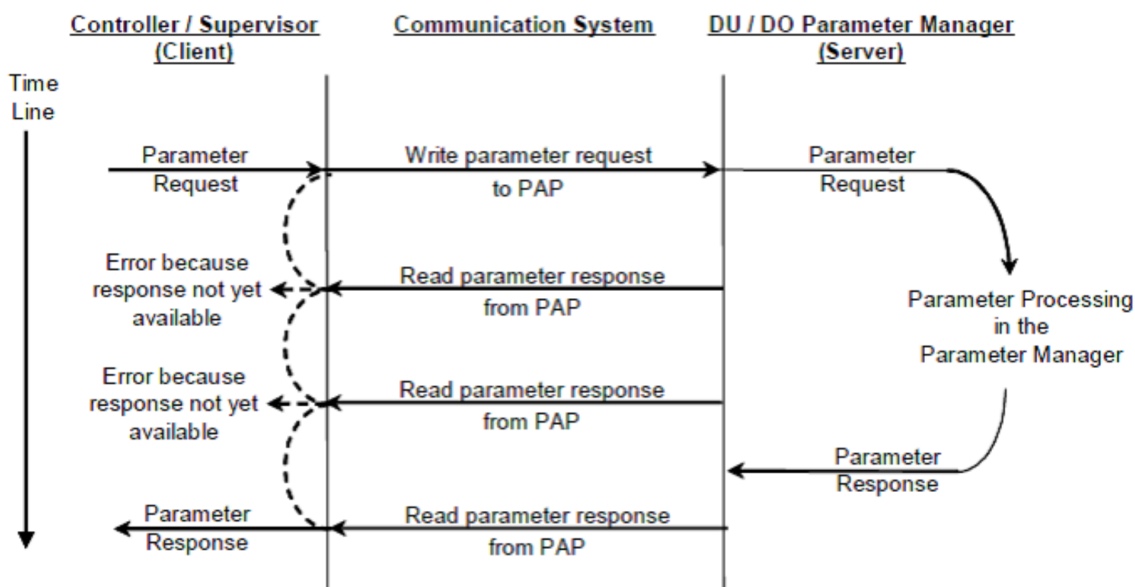 Controller / Supervisor
(Client)
Communication System
DU / DO Parameter Manager
(Server)
Time
Line
Parameter
Request
Write parameter request
to PAP
Parameter
Request
Error because
response not yet
available
Read parameter response
from PAP
Parameter Processing
in the
Parameter Manager
Error because
response not yet
available
Read parameter response
from PAP
Parameter
Response
Parameter
Response
Read parameter response
from PAP